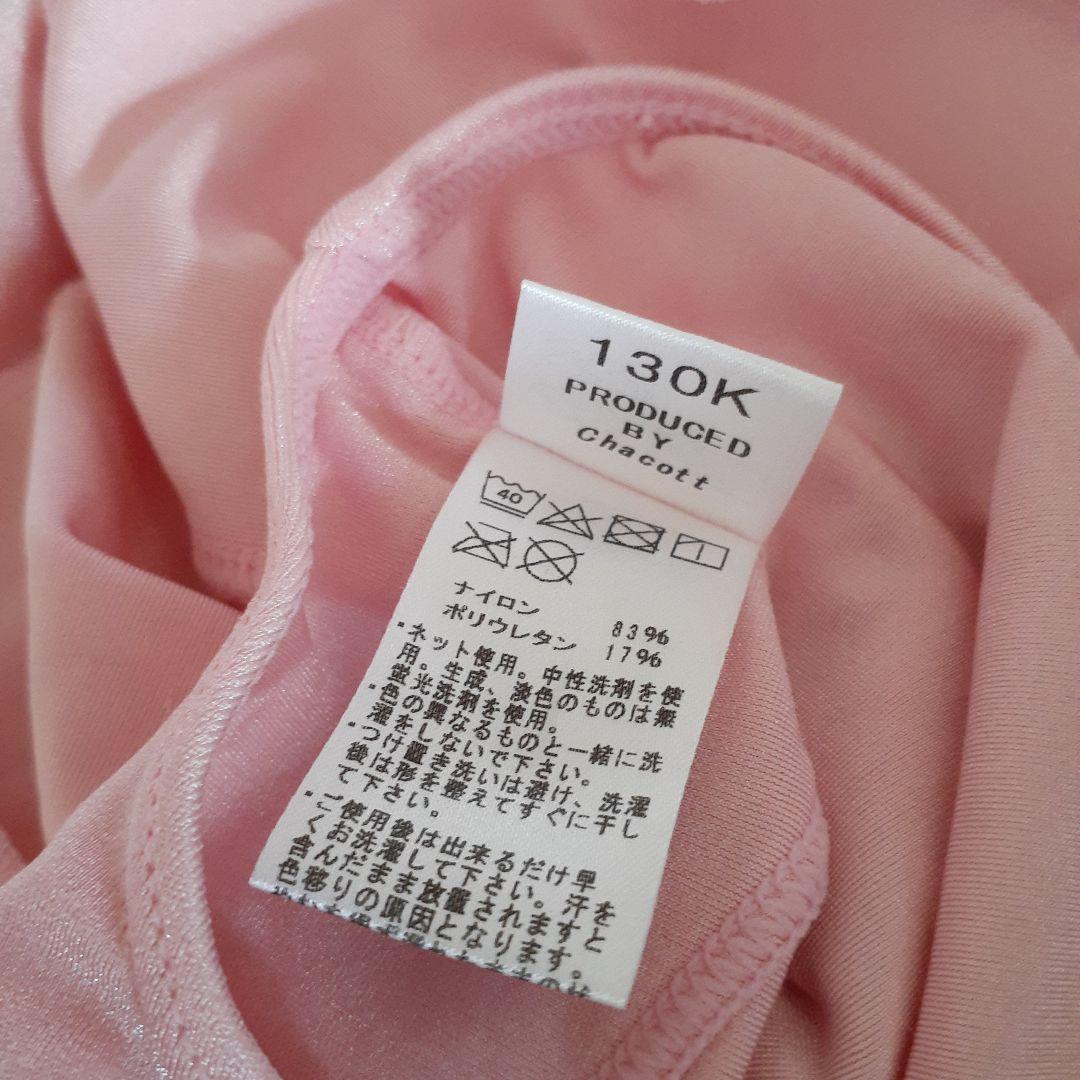 130K
PRODUCED
BY
Chacott
40
ナイロン 83%
ポリウレタン 17%
・ネット使用。中性洗剤を使
用。生成、淡色のものは無
蛍光洗剤を使用。
・色の異なるものと一緒に洗
濯をしないで下さい。
・つけ置き洗いは避け、洗濯
後は形を整えてすぐに干し
て下さい。
・ご使用後は出来るだけ早
くお洗濯して下さい。汗を
含んだまま放置されますと
色移りの原因となります。